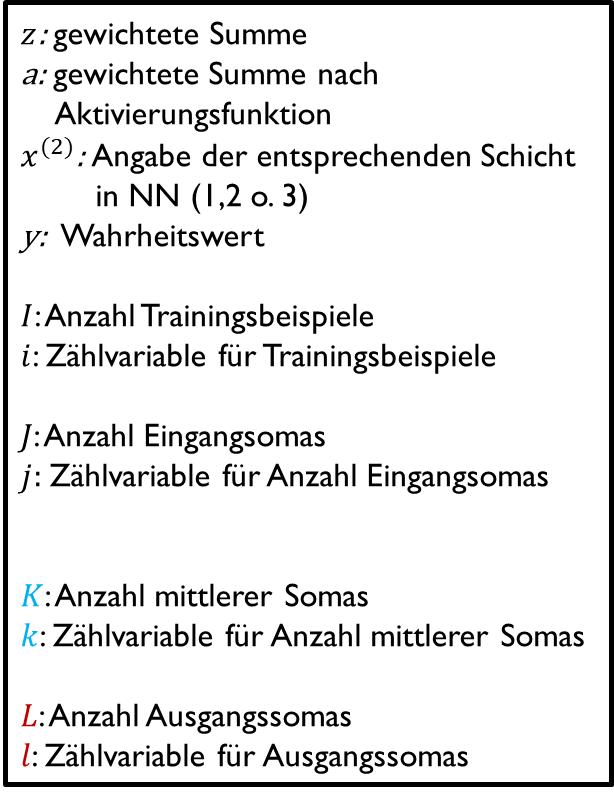 z: gewichtete Summe
a: gewichtete Summe nach
Aktivierungsfunktion
x⁽²⁾: Angabe der entsprechenden Schicht
in NN (1,2 o. 3)
y: Wahrheitswert
I: Anzahl Trainingsbeispiele
i: Zählvariable für Trainingsbeispiele
J: Anzahl Eingangsomas
j: Zählvariable für Anzahl Eingangsomas
K: Anzahl mittlerer Somas
k: Zählvariable für Anzahl mittlerer Somas
L: Anzahl Ausgangssomas
l: Zählvariable für Ausgangssomas